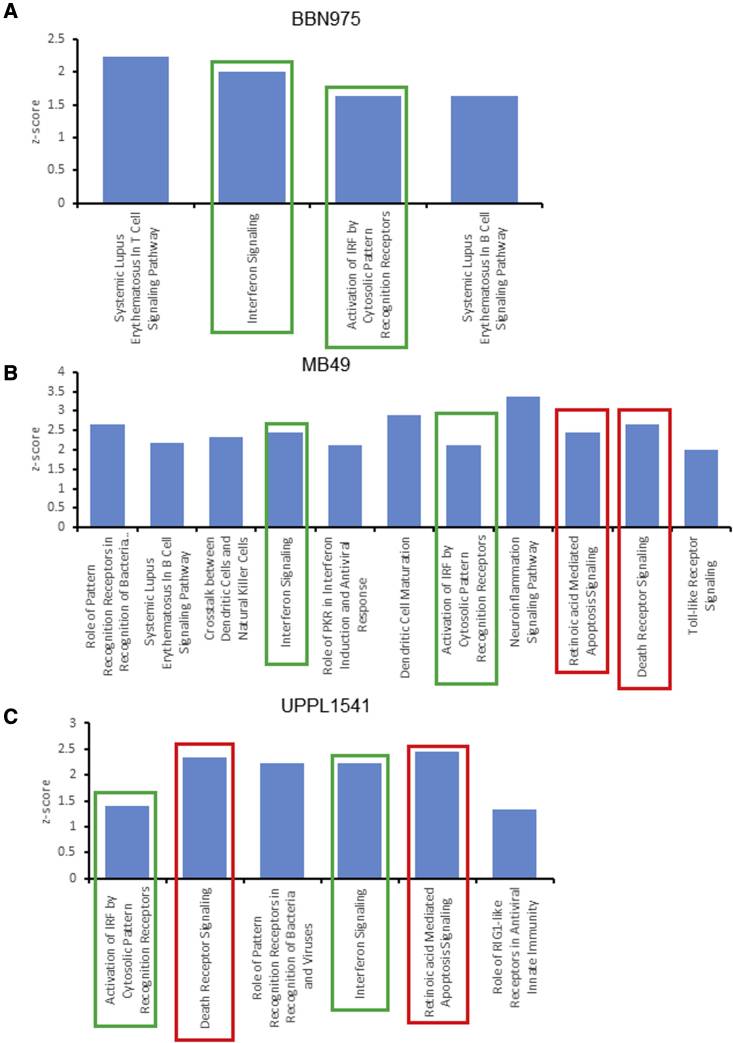 A
BBN975
z-score
2.5
2
1.5
1
0.5
0
Systemic Lupus
Erythematosus In T Cell
Signaling Pathway
Interferon Signaling
Activation of IRF by
Cytosolic Pattern
Recognition Receptors
Systemic Lupus
Erythematosus In B Cell
Signaling Pathway
B
MB49
z-score
4
3.5
3
2.5
2
1.5
1
0.5
0
Role of Pattern
Recognition Receptors in
Recognition of Bacteria...
Systemic Lupus
Erythematosus In B Cell
Signaling Pathway
Crosstalk between
Dendritic Cells and
Natural Killer Cells
Interferon Signaling
Role of PKR in Interferon
Induction and Antiviral
Response
Dendritic Cell Maturation
Activation of IRF by
Cytosolic Pattern
Recognition Receptors
Neuroinflammation
Signaling Pathway
Retinoic acid Mediated
Apoptosis Signaling
Death Receptor Signaling
Toll-like Receptor
Signaling
C
UPPL1541
z-score
3
2.5
2
1.5
1
0.5
0
Activation of IRF by
Cytosolic Pattern
Recognition Receptors
Death Receptor Signaling
Role of Pattern
Recognition Receptors in
Recognition of Bacteria
and Viruses
Interferon Signaling
Retinoic acid Mediated
Apoptosis Signaling
Role of RIG1-like
Receptors in Antiviral
Innate Immunity